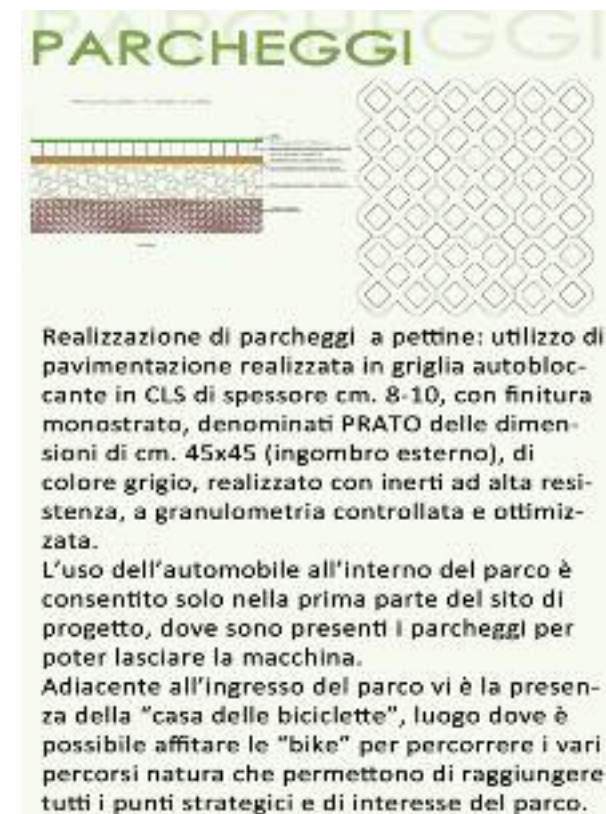 PARCHEGGI
Realizzazione di parcheggi a pettine: utilizzo di
pavimentazione realizzata in griglia autobloc-
cante in CLS di spessore cm. 8-10, con finitura
monostrato, denominati PRATO delle dimen-
sioni di cm. 45x45 (ingombro esterno), di
colore grigio, realizzato con inerti ad alta resi-
stenza, a granulometria controllata e ottimiz-
zata.
L'uso dell'automobile all'interno del parco è
consentito solo nella prima parte del sito di
progetto, dove sono presenti i parcheggi per
poter lasciare la macchina.
Adiacente all'ingresso del parco vi è la presen-
za della "casa delle biciclette", luogo dove è
possibile affitare le "bike" per percorrere i vari
percorsi natura che permettono di raggiungere
tutti i punti strategici e di interesse del parco.